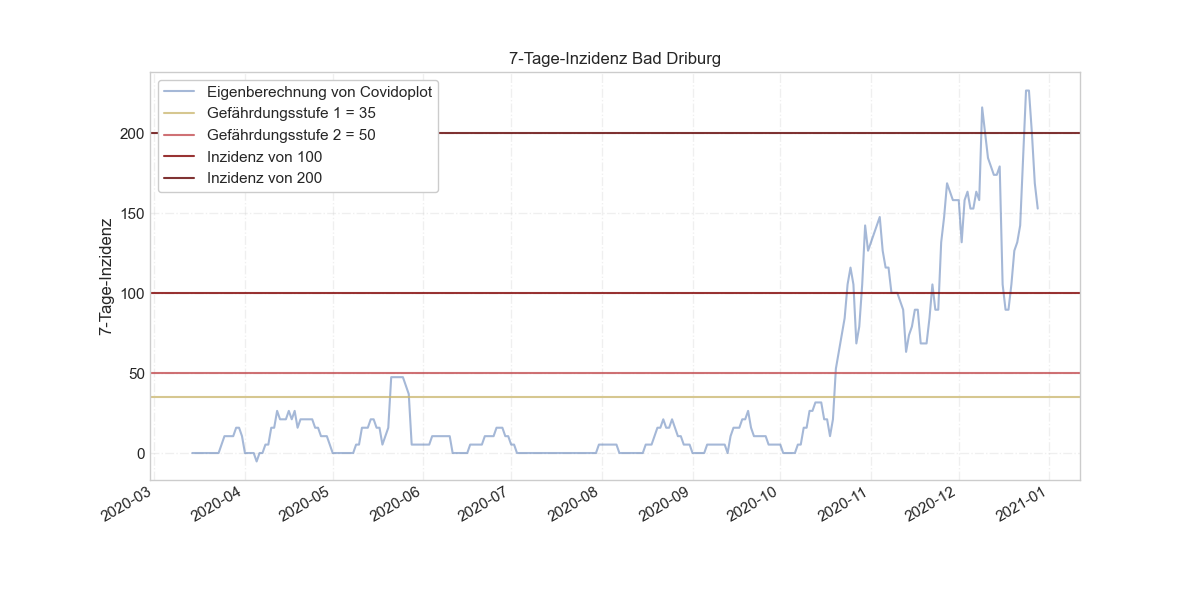 7-Tage-Inzidenz Bad Driburg
Eigenberechnung von Covidoplot
Gefährdungsstufe 1 = 35
Gefährdungsstufe 2 = 50
Inzidenz von 100
Inzidenz von 200
7-Tage-Inzidenz
200
150
100
50
0
2020-03
2020-04
2020-05
2020-06
2020-07
2020-08
2020-09
2020-10
2020-11
2020-12
2021-01